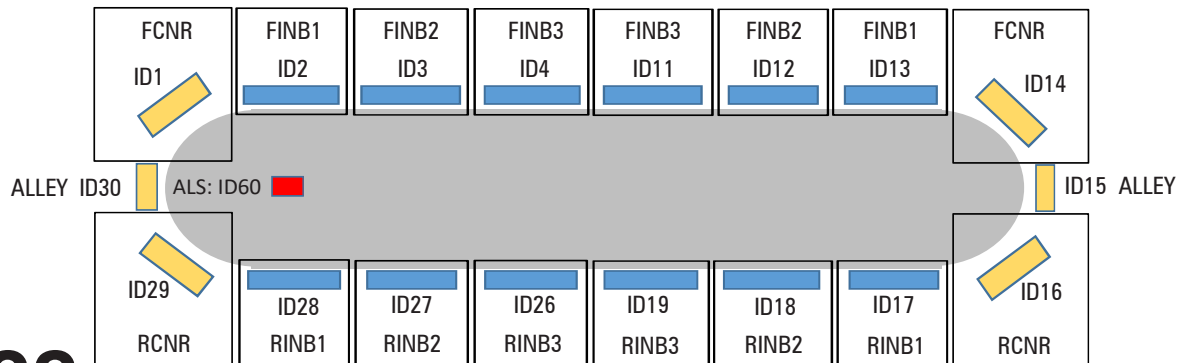 FCNR FINB1 FINB2 FINB3 FINB3 FINB2 FINB1 FCNR
ID1 ID2 ID3 ID4 ID11 ID12 ID13 ID14
ALLEY ID30 ALS: ID60 ID15 ALLEY
ID29 ID28 ID27 ID26 ID19 ID18 ID17 ID16
RCNR RINB1 RINB2 RINB3 RINB3 RINB2 RINB1 RCNR